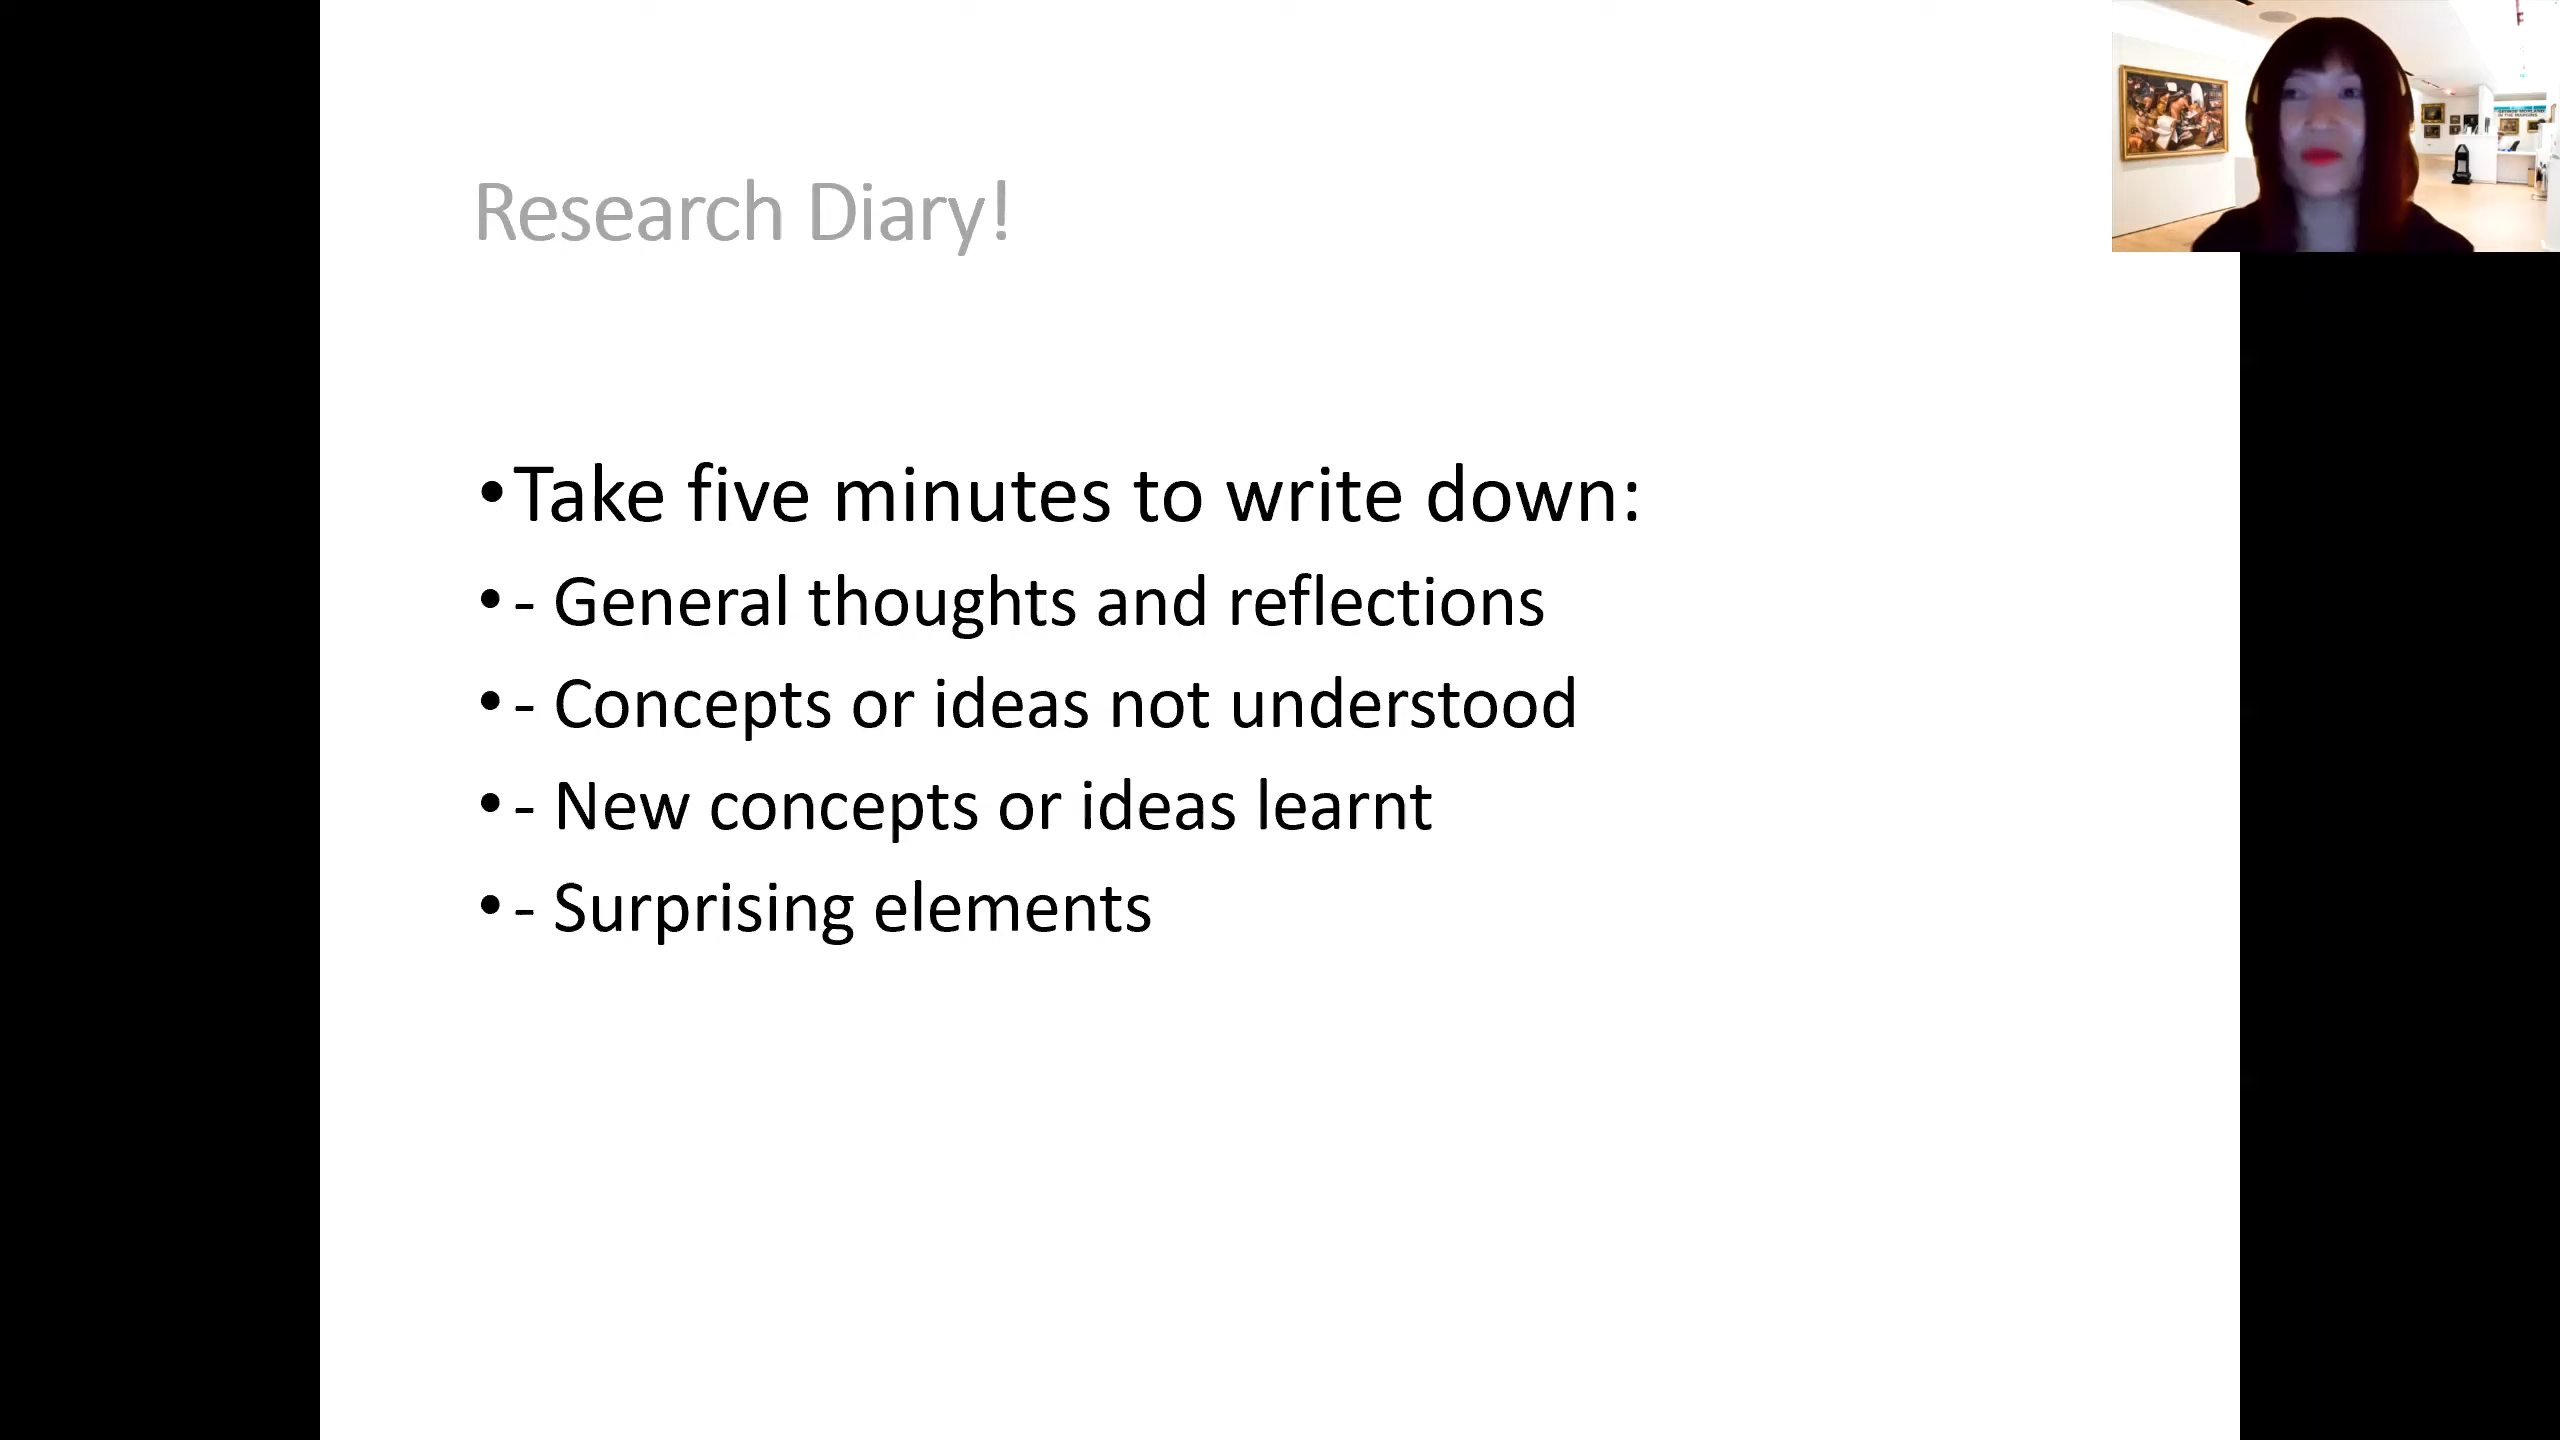 Research Diary!
•Take five minutes to write down:
•- General thoughts and reflections
•- Concepts or ideas not understood
•- New concepts or ideas learnt
•- Surprising elements